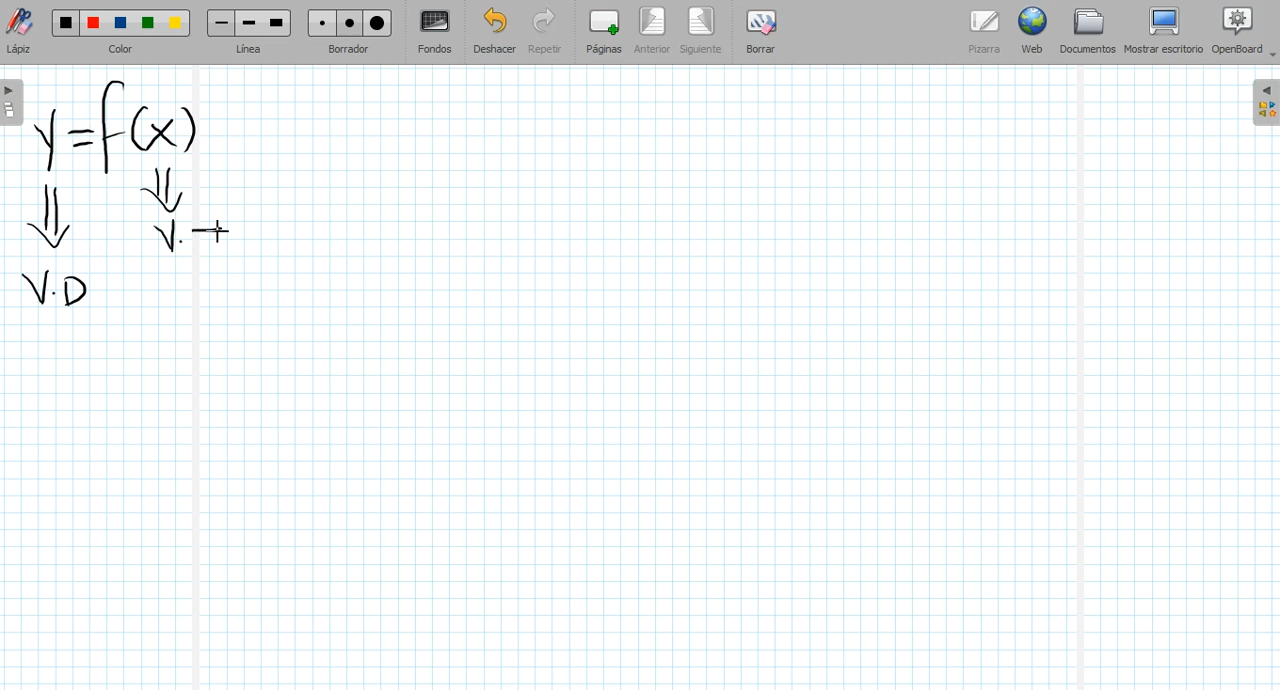 Lápiz Color Línea Borrador Fondos Deshacer Repetir Páginas Anterior Siguiente Borrar Pizarra Web Documentos Mostrar escritorio OpenBoard
y=f(x)
V.
V.D